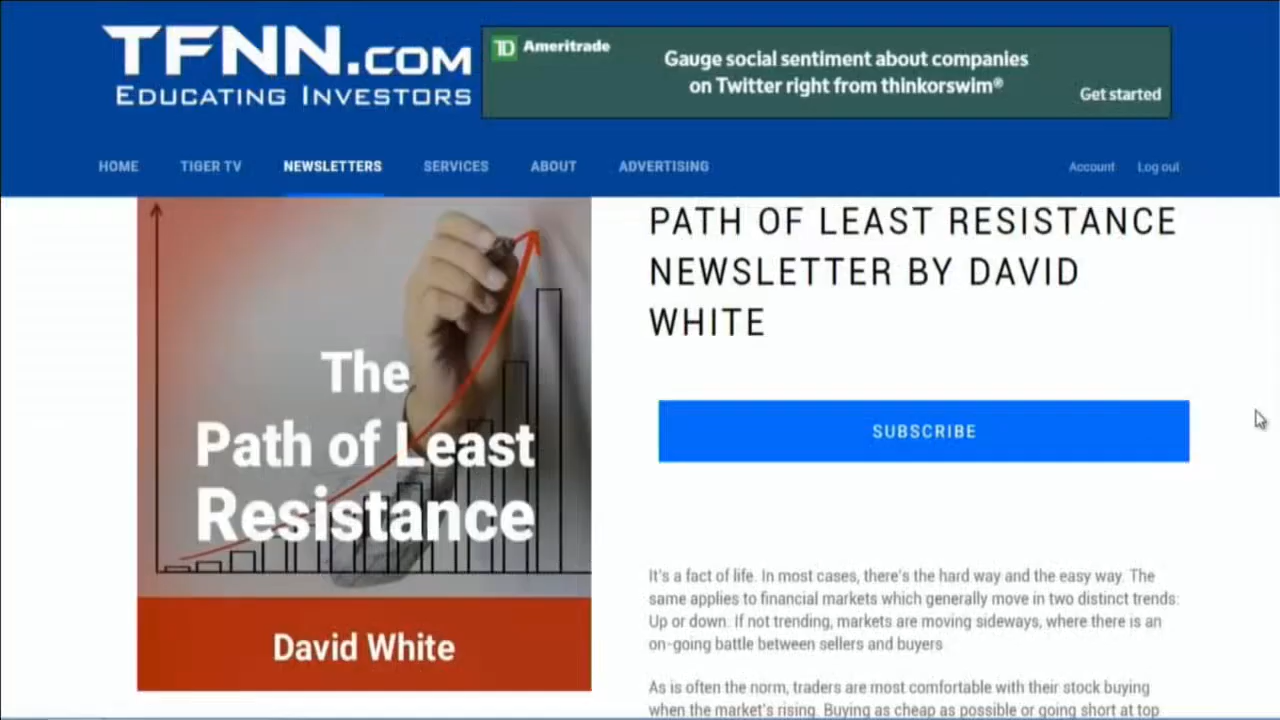 TFNN.COM
EDUCATING INVESTORS
TD Ameritrade
Gauge social sentiment about companies
on Twitter right from thinkorswim®
Get started
HOME TIGER TV NEWSLETTERS SERVICES ABOUT ADVERTISING Account Log out
The
Path of Least
Resistance
David White
PATH OF LEAST RESISTANCE
NEWSLETTER BY DAVID
WHITE
SUBSCRIBE
It's a fact of life. In most cases, there's the hard way and the easy way. The
same applies to financial markets which generally move in two distinct trends:
Up or down. If not trending, markets are moving sideways, where there is an
on-going battle between sellers and buyers
As is often the norm, traders are most comfortable with their stock buying
when the market's rising. Buying as cheap as possible or going short at top